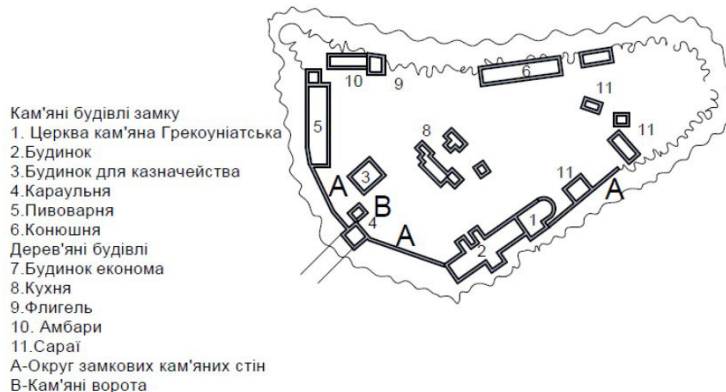 Кам'яні будівлі замку
1. Церква кам'яна Грекоуніатська
2.Будинок
3.Будинок для казначейства
4.Караульня
5.Пивоварня
6.Конюшня
Дерев'яні будівлі
7.Будинок економа
8.Кухня
9.Флигель
10. Амбари
11.Сараї
А-Округ замкових кам'яних стін
В-Кам'яні ворота
10
9
6
11
5
8
11
3
A
B
4
11
A
1
A
2